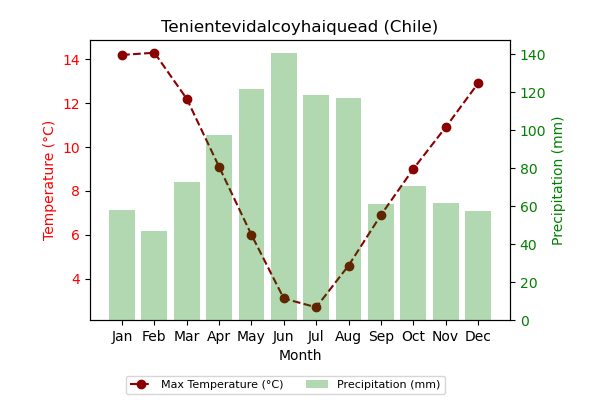 Tenientevidalcoyhaiquead (Chile)
14
12
10
8
6
4
Temperature (°C)
140
120
100
80
60
40
20
0
Precipitation (mm)
Jan Feb Mar Apr May Jun Jul Aug Sep Oct Nov Dec
Month
Max Temperature (°C) Precipitation (mm)